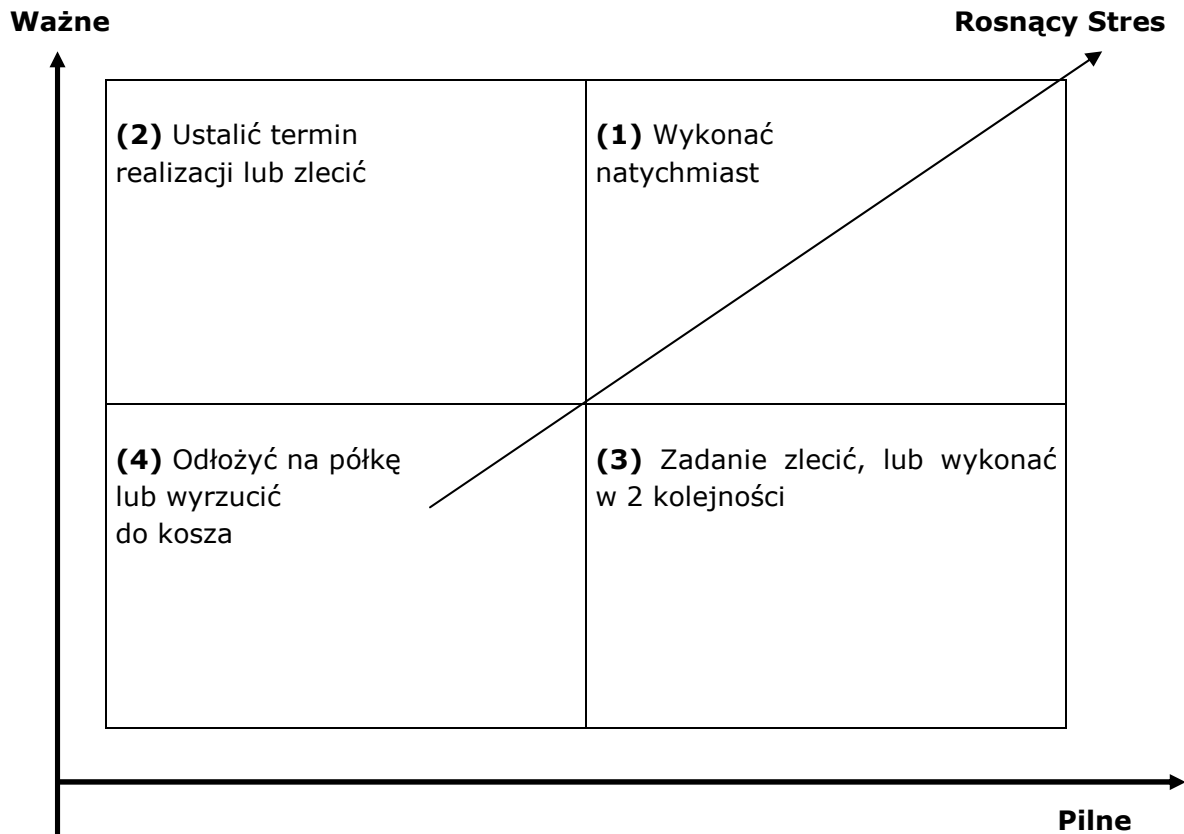 Ważne
Rosnący Stres
(2) Ustalić termin
realizacji lub zlecić
(1) Wykonać
natychmiast
(4) Odłożyć na półkę
lub wyrzucić
do kosza
(3) Zadanie zlecić, lub wykonać
w 2 kolejności
Pilne